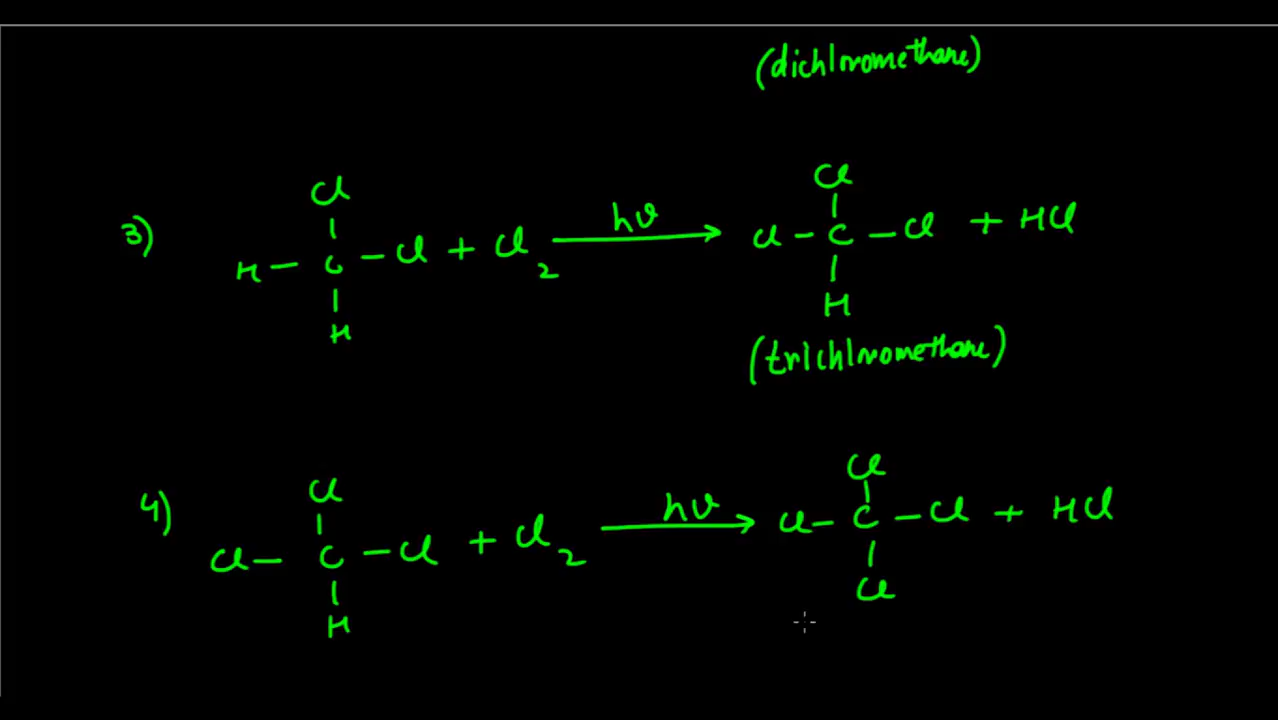 (dichloromethane)
Cl Cl
3) H - C - Cl + Cl2 hν → Cl - C - Cl + HCl
H H
(trichloromethane)
Cl Cl
4) Cl - C - Cl + Cl2 hν → Cl - C - Cl + HCl
H Cl